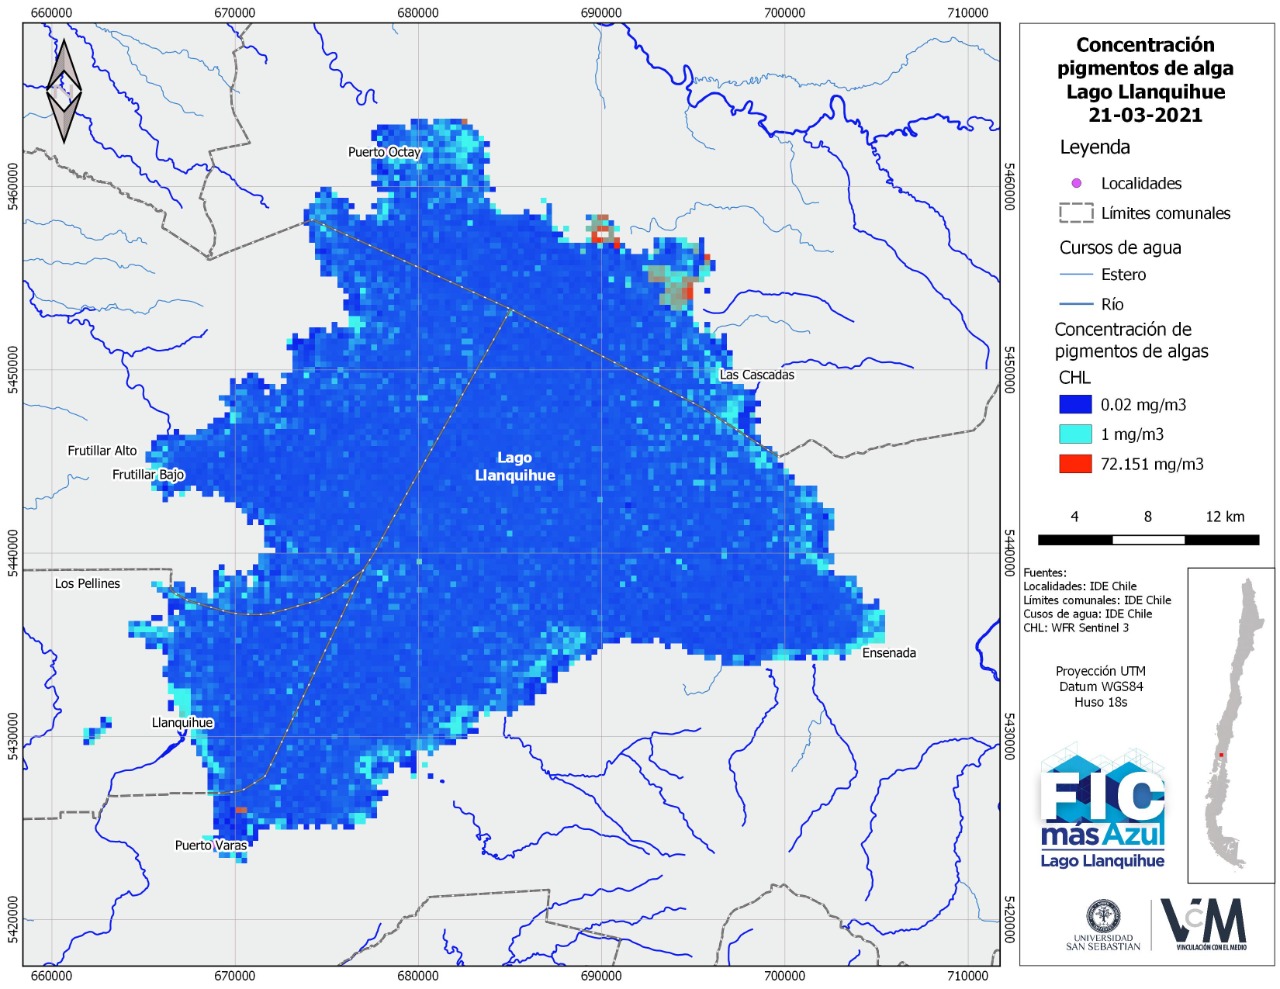 660000
670000
680000
690000
700000
710000
5460000
5450000
5440000
5430000
5420000
5460000
5450000
5440000
5430000
5420000
660000
670000
680000
690000
700000
710000
Puerto Octay
Las Cascadas
Frutillar Alto
Frutillar Bajo
Lago
Llanquihue
Los Pellines
Ensenada
Llanquihue
Puerto Varas
Concentración
pigmentos de alga
Lago Llanquihue
21-03-2021
Leyenda
Localidades
Límites comunales
Cursos de agua
Estero
Río
Concentración de
pigmentos de algas
CHL
0.02 mg/m3
1 mg/m3
72.151 mg/m3
4 8 12 km
Fuentes:
Localidades: IDE Chile
Límites comunales: IDE Chile
Cusos de agua: IDE Chile
CHL: WFR Sentinel 3
Proyección UTM
Datum WGS84
Huso 18s
FIC
más Azul
Lago Llanquihue
UNIVERSIDAD
SAN SEBASTIAN
VcM
VINCULACIÓN CON EL MEDIO